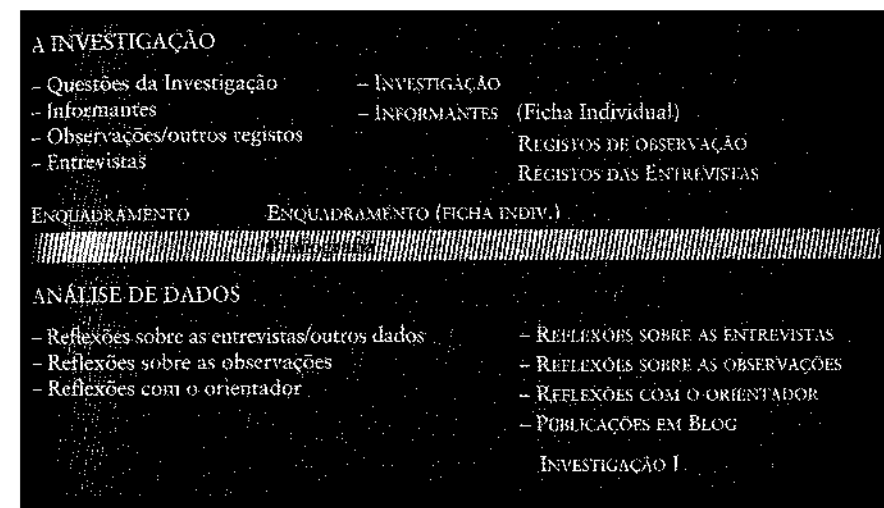 A INVESTIGAÇÃO
– Questões da Investigação – INVESTIGAÇÃO
– Informantes – INFORMANTES (Ficha Individual)
– Observações/outros registos REGISTOS DE OBSERVAÇÃO
– Entrevistas REGISTOS DAS ENTREVISTAS
ENQUADRAMENTO ENQUADRAMENTO (FICHA INDIV.)
Bibliografia
ANÁLISE DE DADOS
– Reflexões sobre as entrevistas/outros dados – REFLEXÕES SOBRE AS ENTREVISTAS
– Reflexões sobre as observações – REFLEXÕES SOBRE AS OBSERVAÇÕES
– Reflexões com o orientador – REFLEXÕES COM O ORIENTADOR
– PUBLICAÇÕES EM BLOG
INVESTIGAÇÃO I